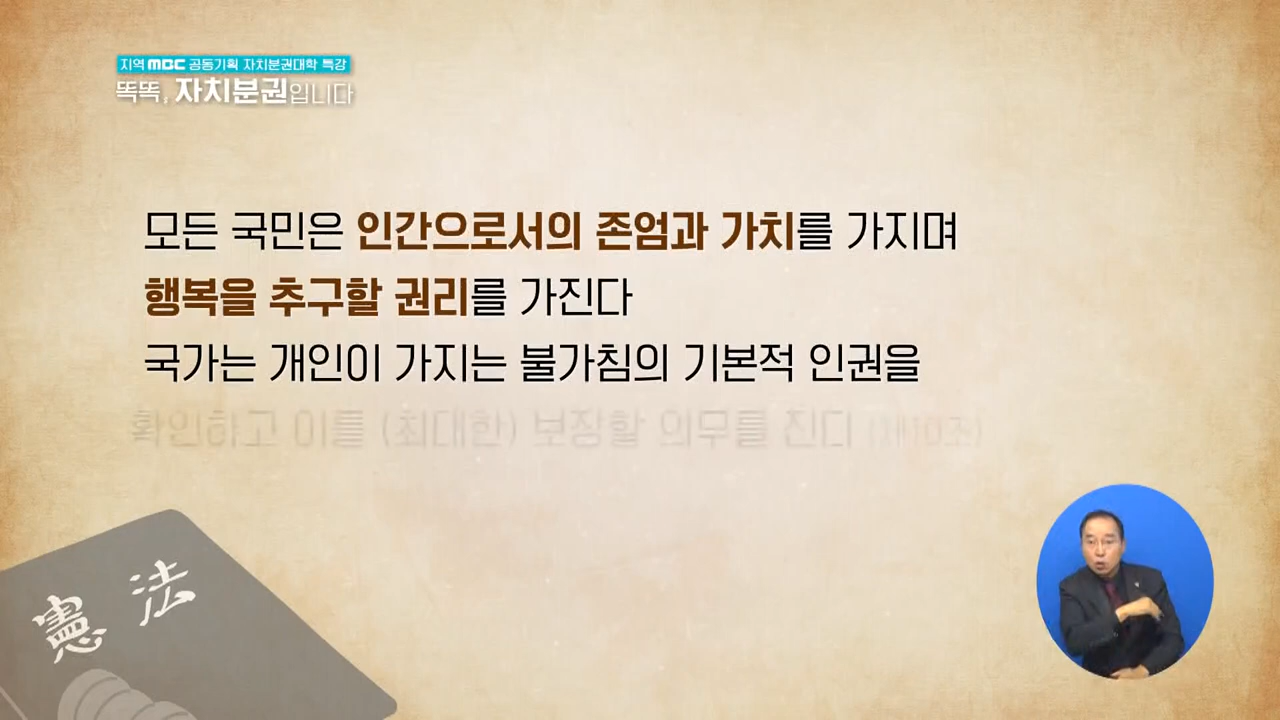 지역 MBC 공동기획 자치분권대학 특강
똑똑, 자치분권입니다
모든 국민은 인간으로서의 존엄과 가치를 가지며
행복을 추구할 권리를 가진다
국가는 개인이 가지는 불가침의 기본적 인권을
확인하고 이를 (최대한) 보장할 의무를 진다 (제10조)
憲法